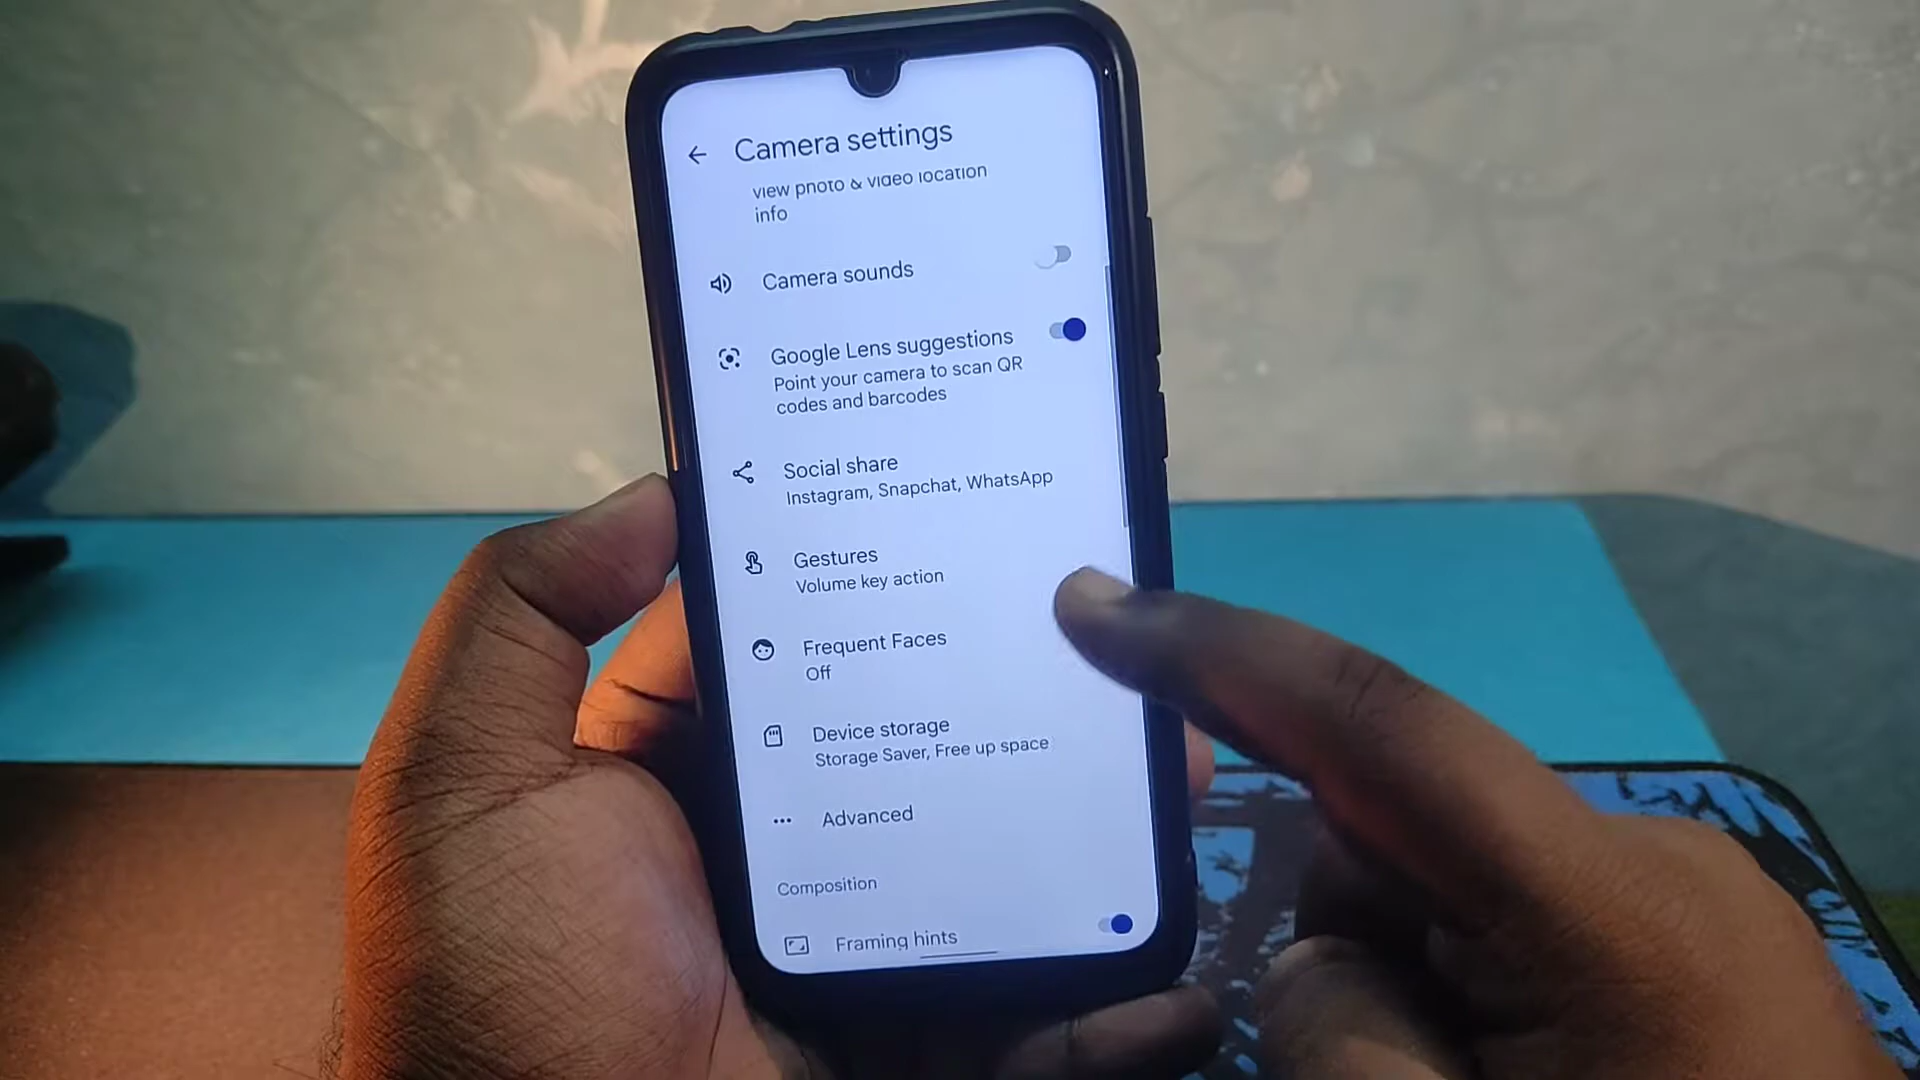 Camera settings
view photo & video location
info
Camera sounds
Google Lens suggestions
Point your camera to scan QR
codes and barcodes
Social share
Instagram, Snapchat, WhatsApp
Gestures
Volume key action
Frequent Faces
Off
Device storage
Storage Saver, Free up space
Advanced
Composition
Framing hints